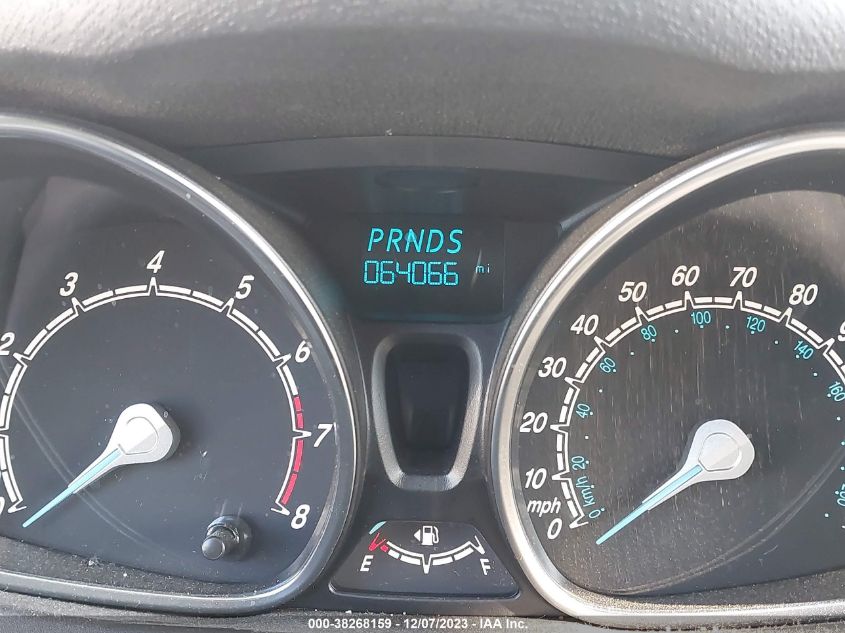 PRNDS
064066 mi
0 2 3 4 5 6 7 8
mph 0 10 20 30 40 50 60 70 80
km/h 0 20 40 60 80 100 120 140 160
E F
000-38268159 - 12/07/2023 - IAA Inc.